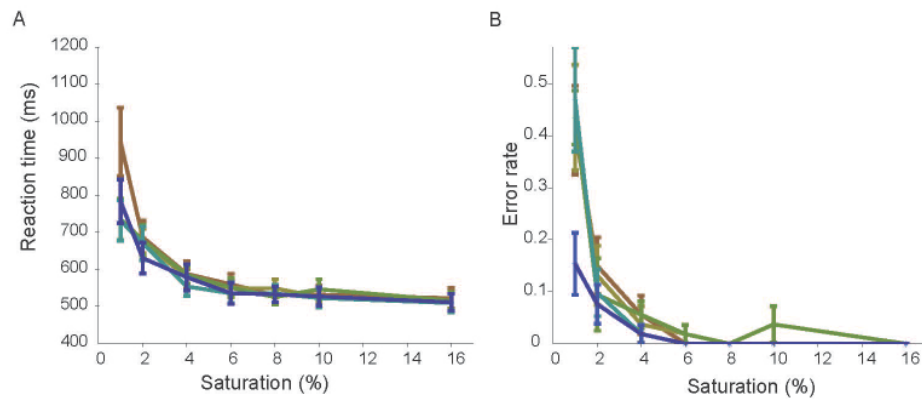 A
B
1200
1100
1000
900
800
700
600
500
400
Reaction time (ms)
0 2 4 6 8 10 12 14 16
Saturation (%)
0.5
0.4
0.3
0.2
0.1
0
Error rate
0 2 4 6 8 10 12 14 16
Saturation (%)